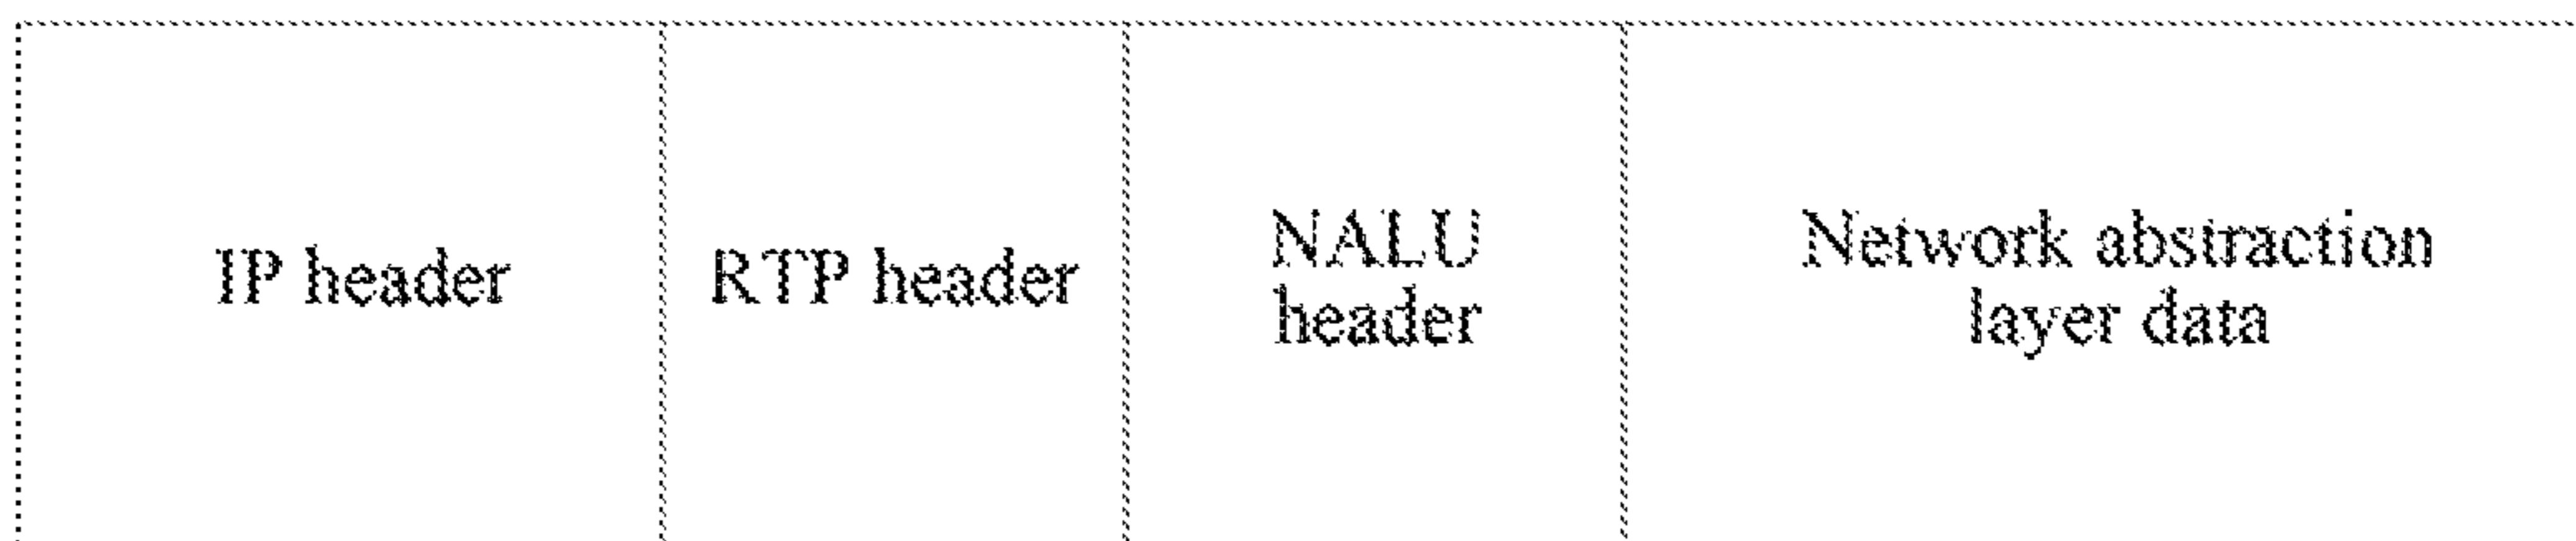 IP header
RTP header
NALU
header
Network abstraction
layer data